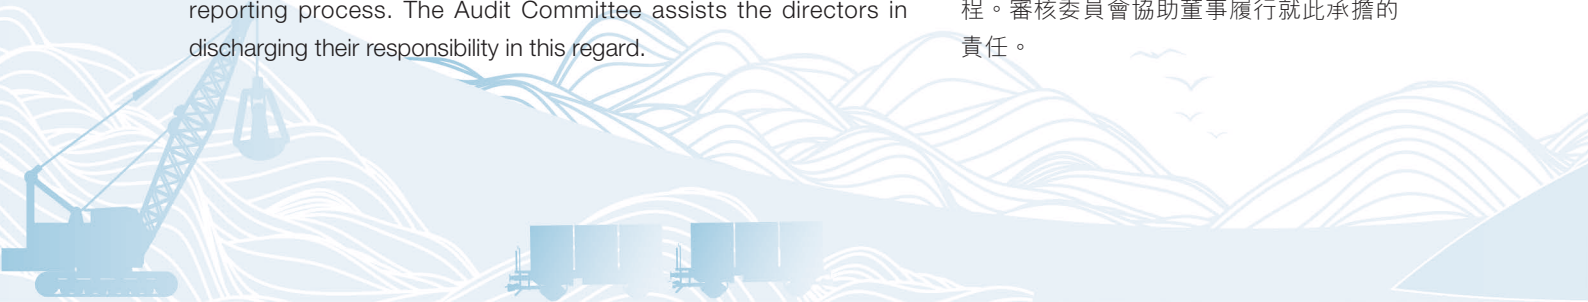 reporting process. The Audit Committee assists the directors in
discharging their responsibility in this regard.
程。審核委員會協助董事履行就此承擔的
責任。